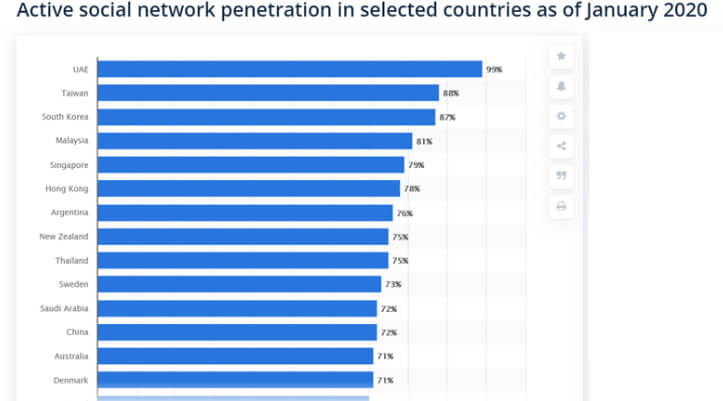 Active social network penetration in selected countries as of January 2020
UAE 99%
Taiwan 88%
South Korea 87%
Malaysia 81%
Singapore 79%
Hong Kong 78%
Argentina 76%
New Zealand 75%
Thailand 75%
Sweden 73%
Saudi Arabia 72%
China 72%
Australia 71%
Denmark 71%